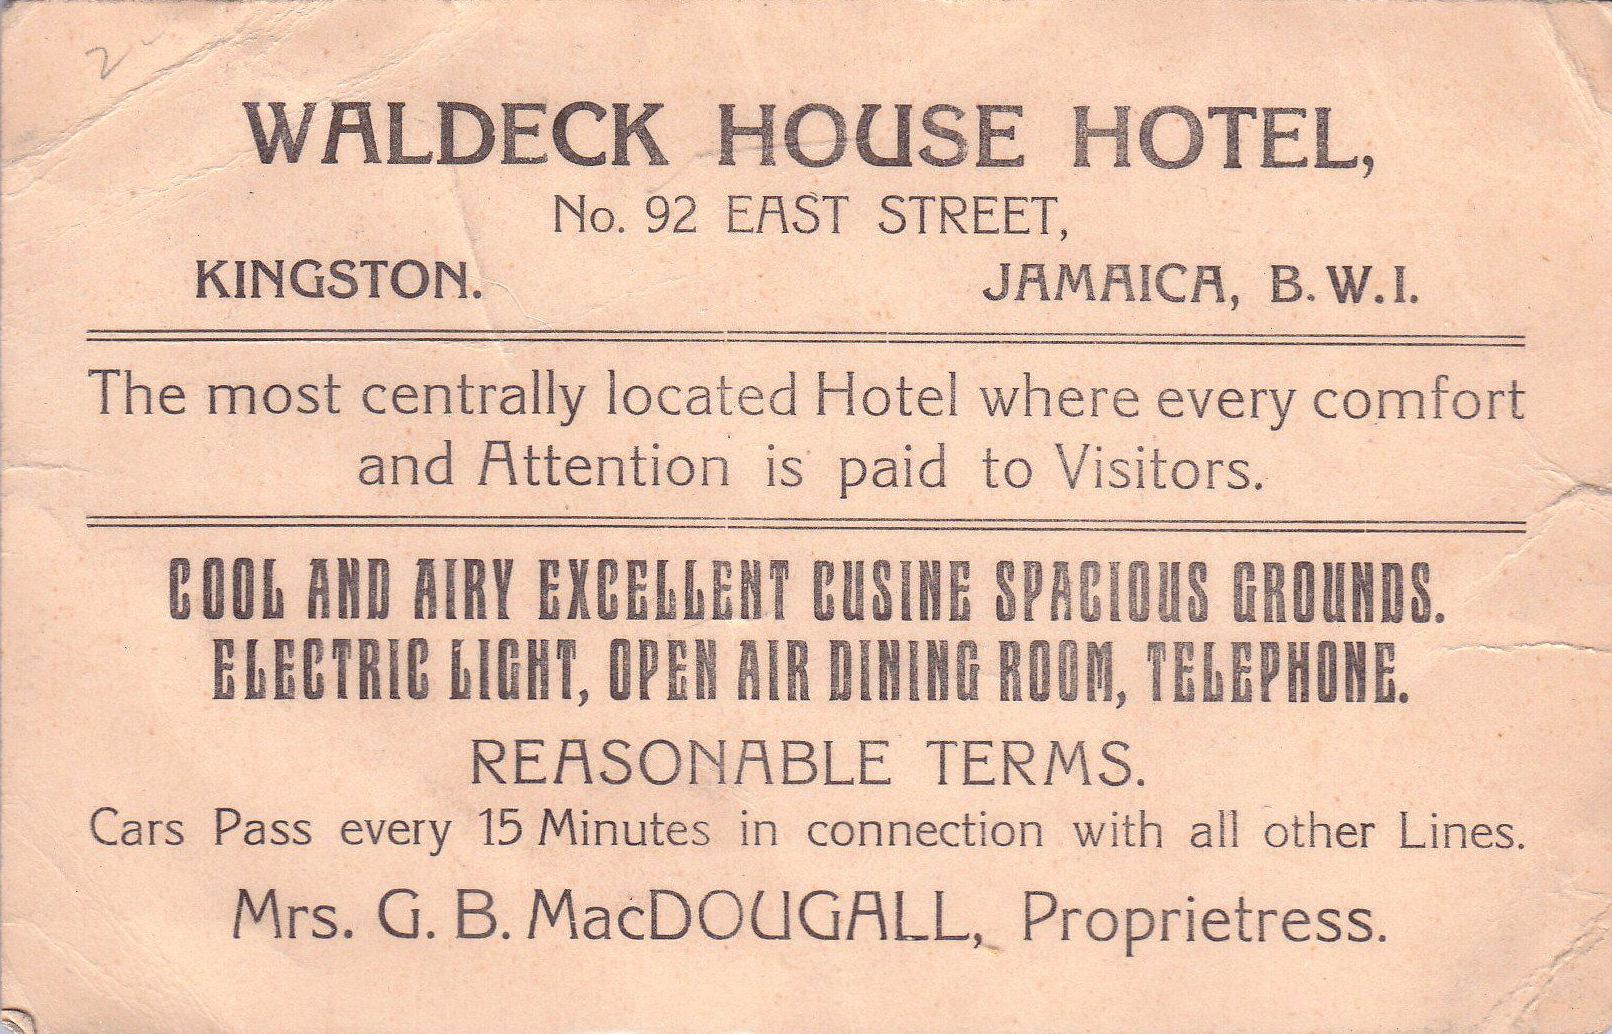 2
WALDECK HOUSE HOTEL,
No. 92 EAST STREET,
KINGSTON. JAMAICA, B.W.I.
The most centrally located Hotel where every comfort
and Attention is paid to Visitors.
COOL AND AIRY EXCELLENT CUSINE SPACIOUS GROUNDS.
ELECTRIC LIGHT, OPEN AIR DINING ROOM, TELEPHONE.
REASONABLE TERMS.
Cars Pass every 15 Minutes in connection with all other Lines.
Mrs. G. B. MacDOUGALL, Proprietress.